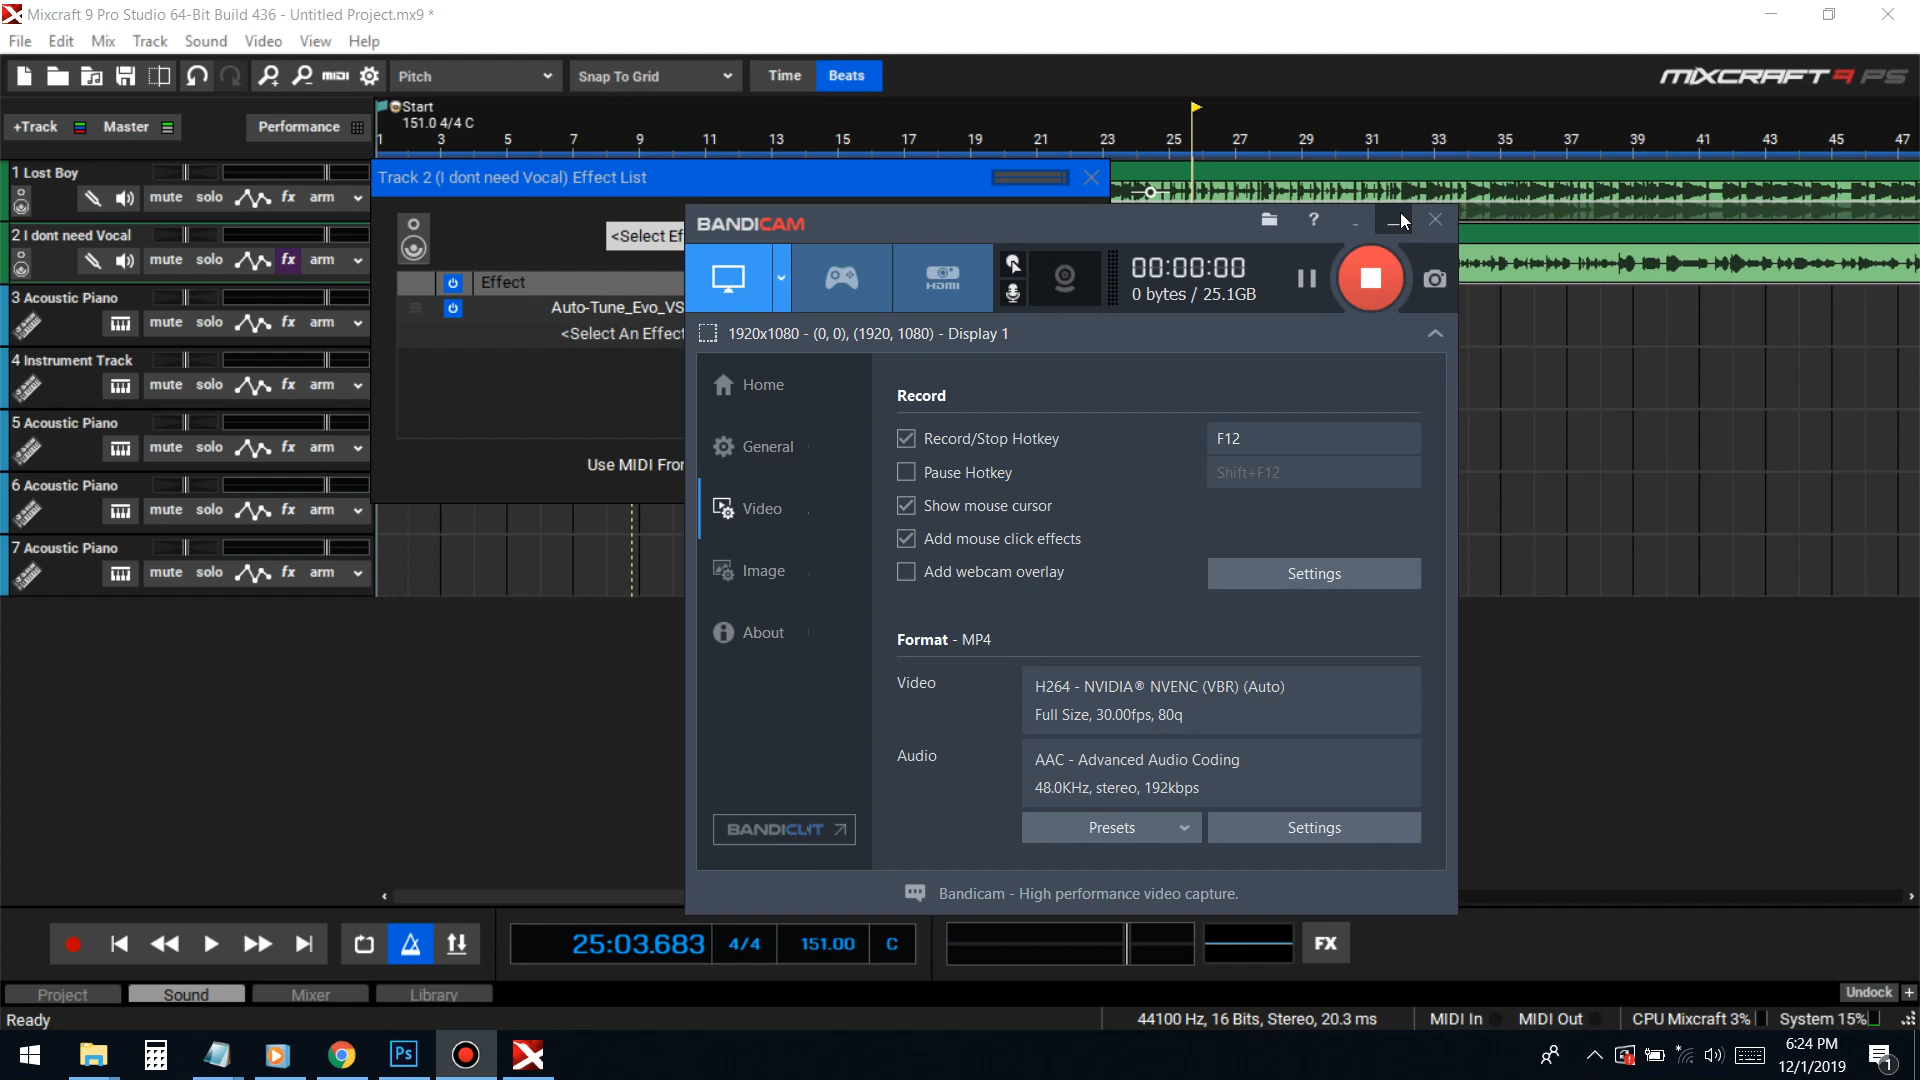 Mixcraft 9 Pro Studio 64-Bit Build 436 - Untitled Project.mx9 *
File Edit Mix Track Sound Video View Help
MIDI Pitch Snap To Grid Time Beats MIXCRAFT 9 PS
Start
151.0 4/4 C
+Track Master Performance
1 3 5 7 9 11 13 15 17 19 21 23 25 27 29 31 33 35 37 39 41 43 45 47
1 Lost Boy
mute solo fx arm
2 I dont need Vocal
mute solo fx arm
3 Acoustic Piano
mute solo fx arm
4 Instrument Track
mute solo fx arm
5 Acoustic Piano
mute solo fx arm
6 Acoustic Piano
mute solo fx arm
7 Acoustic Piano
mute solo fx arm
Track 2 (I dont need Vocal) Effect List
<Select Ef
Effect
Auto-Tune_Evo_VS
<Select An Effect
Use MIDI Fro
BANDICAM
?
HDMI
00:00:00
0 bytes / 25.1GB
1920x1080 - (0, 0), (1920, 1080) - Display 1
Home
General
Video
Image
About
BANDICUT
Record
Record/Stop Hotkey F12
Pause Hotkey Shift+F12
Show mouse cursor
Add mouse click effects
Add webcam overlay Settings
Format - MP4
Video
H264 - NVIDIA® NVENC (VBR) (Auto)
Full Size, 30.00fps, 80q
Audio
AAC - Advanced Audio Coding
48.0KHz, stereo, 192kbps
Presets Settings
Bandicam - High performance video capture.
25:03.683 4/4 151.00 C FX
Project Sound Mixer Library Undock +
Ready 44100 Hz, 16 Bits, Stereo, 20.3 ms MIDI In MIDI Out CPU Mixcraft 3% System 15%
Ps
6:24 PM
12/1/2019
1